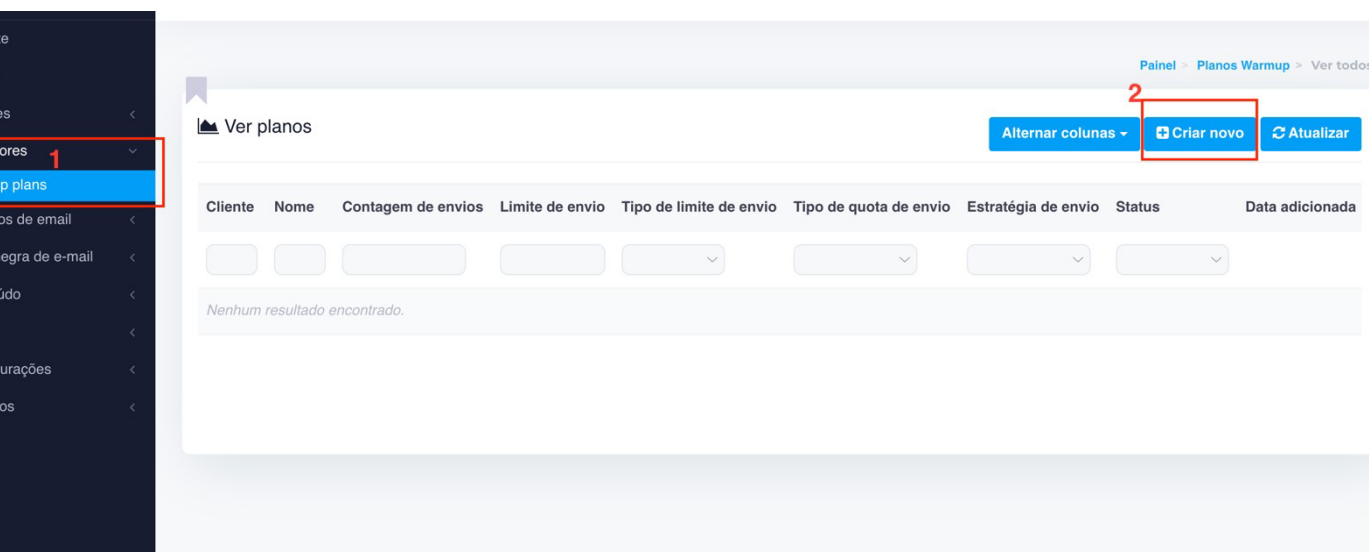 te
Painel > Planos Warmup > Ver todos
2
es
Ver planos
Alternar colunas
Criar novo
Atualizar
ores
1
p plans
Cliente Nome Contagem de envios Limite de envio Tipo de limite de envio Tipo de quota de envio Estratégia de envio Status Data adicionada
os de email
egra de e-mail
údo
Nenhum resultado encontrado.
urações
os